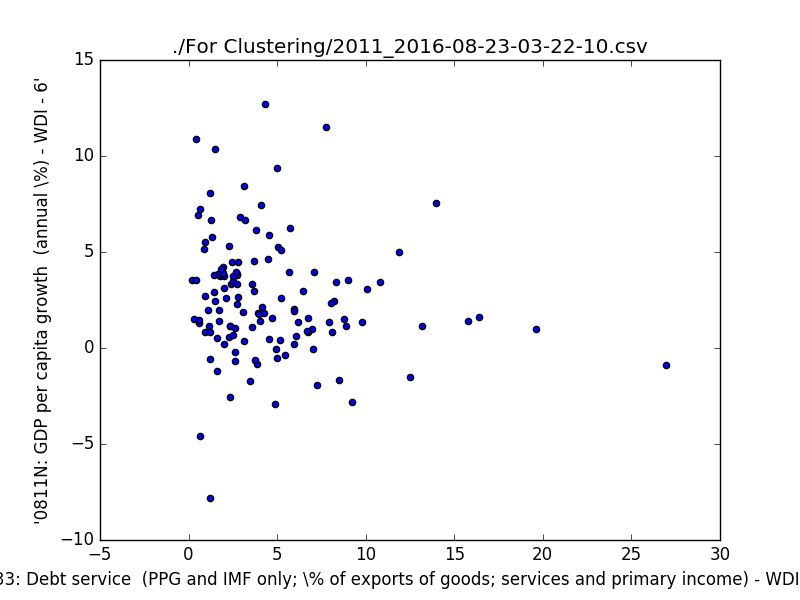 ./For Clustering/2011_2016-08-23-03-22-10.csv
15
10
5
0
−5
−10
'0811N: GDP per capita growth  (annual \%) - WDI - 6'
−5 0 5 10 15 20 25 30
33: Debt service  (PPG and IMF only; \% of exports of goods; services and primary income) - WDI